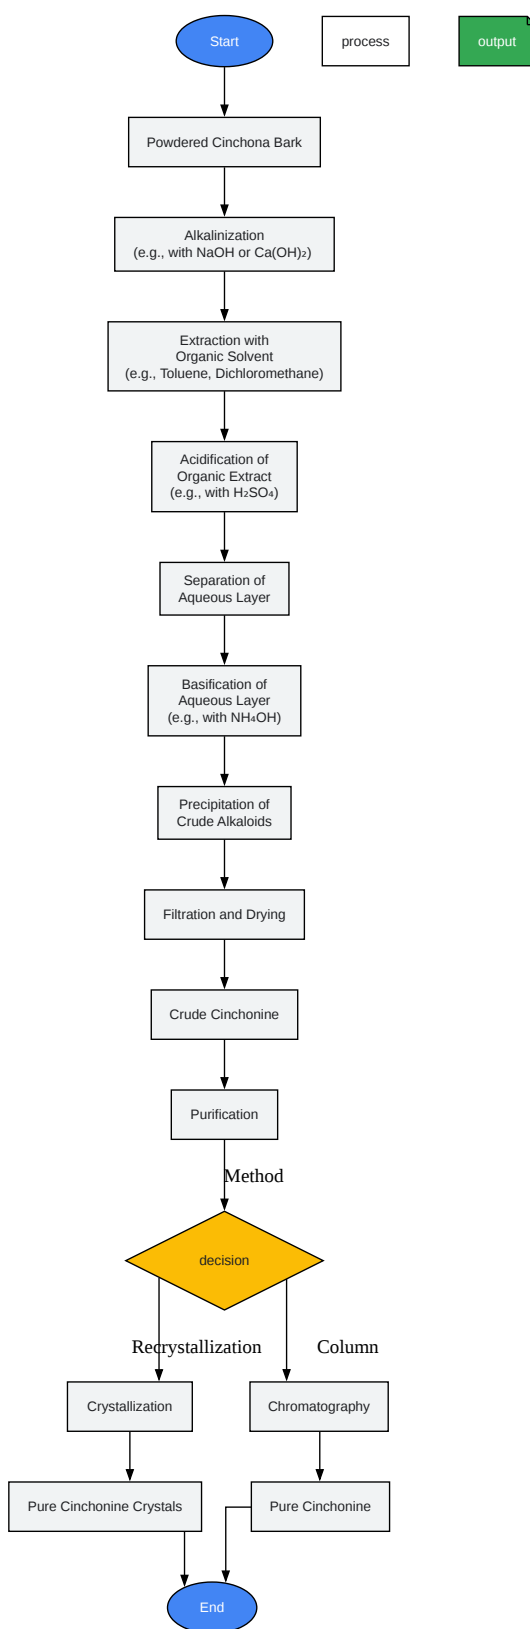 Start
process
output
Powdered Cinchona Bark
Alkalinization
(e.g., with NaOH or Ca(OH)₂)
Extraction with
Organic Solvent
(e.g., Toluene, Dichloromethane)
Acidification of
Organic Extract
(e.g., with H₂SO₄)
Separation of
Aqueous Layer
Basification of
Aqueous Layer
(e.g., with NH₄OH)
Precipitation of
Crude Alkaloids
Filtration and Drying
Crude Cinchonine
Purification
Method
decision
Recrystallization
Column
Crystallization
Chromatography
Pure Cinchonine Crystals
Pure Cinchonine
End